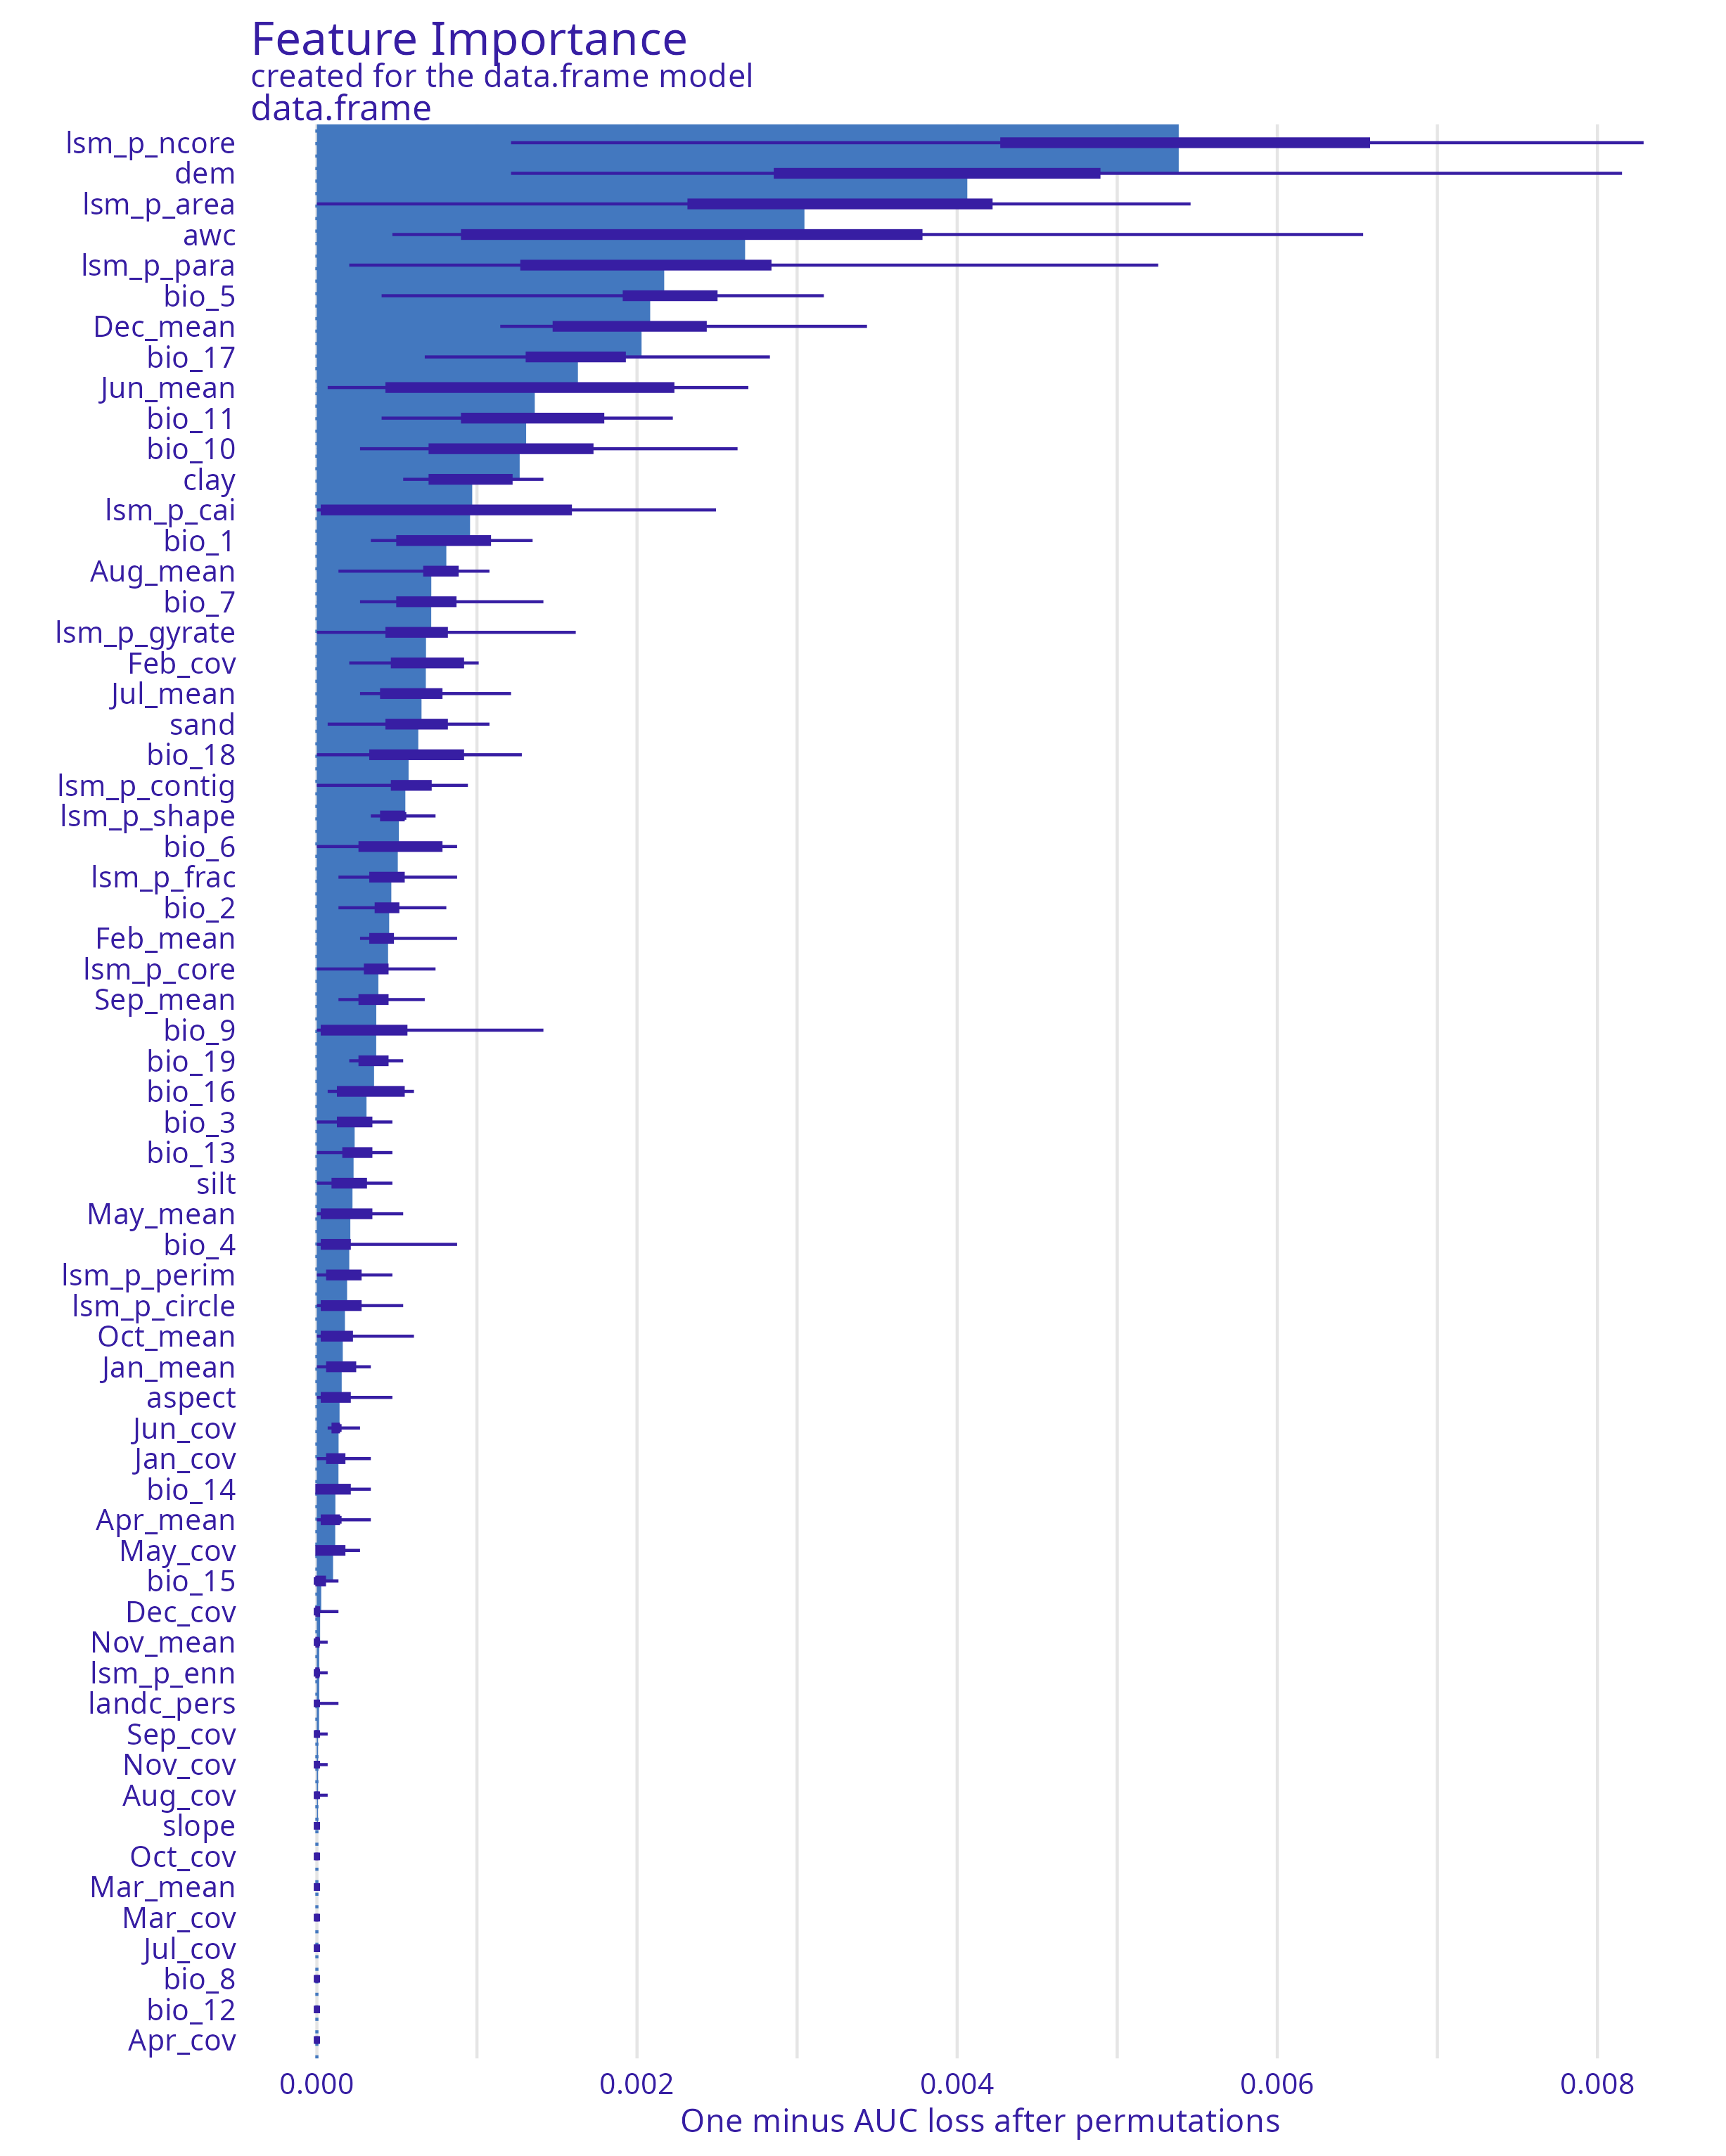 Feature Importance
created for the data.frame model
data.frame
lsm_p_ncore
dem
lsm_p_area
awc
lsm_p_para
bio_5
Dec_mean
bio_17
Jun_mean
bio_11
bio_10
clay
lsm_p_cai
bio_1
Aug_mean
bio_7
lsm_p_gyrate
Feb_cov
Jul_mean
sand
bio_18
lsm_p_contig
lsm_p_shape
bio_6
lsm_p_frac
bio_2
Feb_mean
lsm_p_core
Sep_mean
bio_9
bio_19
bio_16
bio_3
bio_13
silt
May_mean
bio_4
lsm_p_perim
lsm_p_circle
Oct_mean
Jan_mean
aspect
Jun_cov
Jan_cov
bio_14
Apr_mean
May_cov
bio_15
Dec_cov
Nov_mean
lsm_p_enn
landc_pers
Sep_cov
Nov_cov
Aug_cov
slope
Oct_cov
Mar_mean
Mar_cov
Jul_cov
bio_8
bio_12
Apr_cov
0.000 0.002 0.004 0.006 0.008
One minus AUC loss after permutations